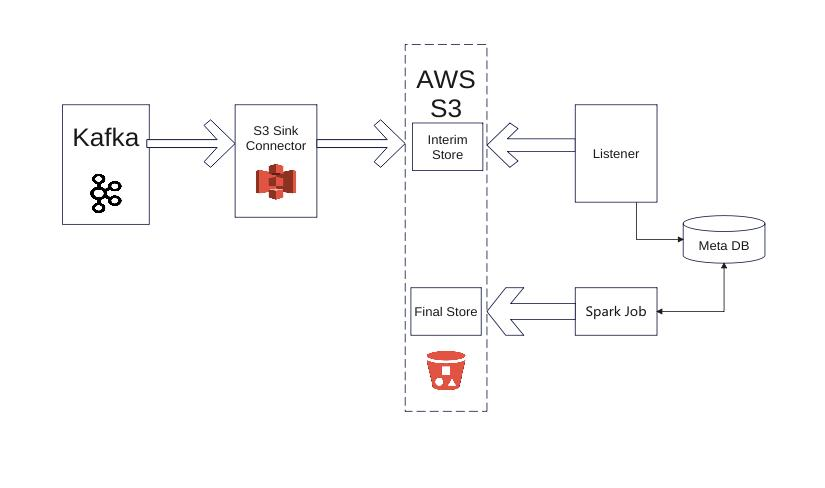 Kafka
S3 Sink
Connector
AWS
S3
Interim
Store
Listener
Meta DB
Final Store
Spark Job